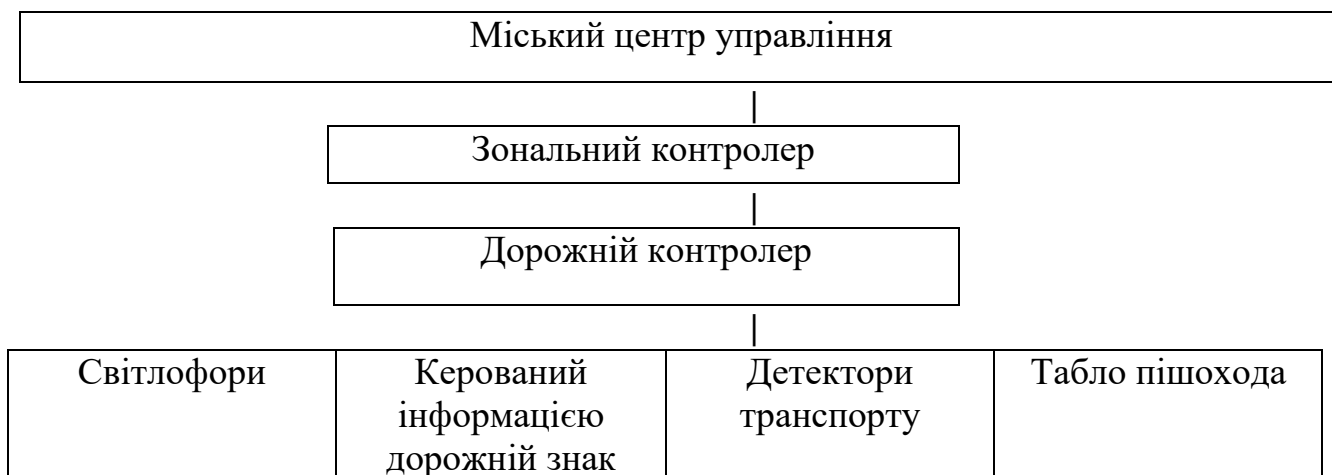 Міський центр управління
Зональний контролер
Дорожній контролер
Світлофори
Керований
інформацією
дорожній знак
Детектори
транспорту
Табло пішохода